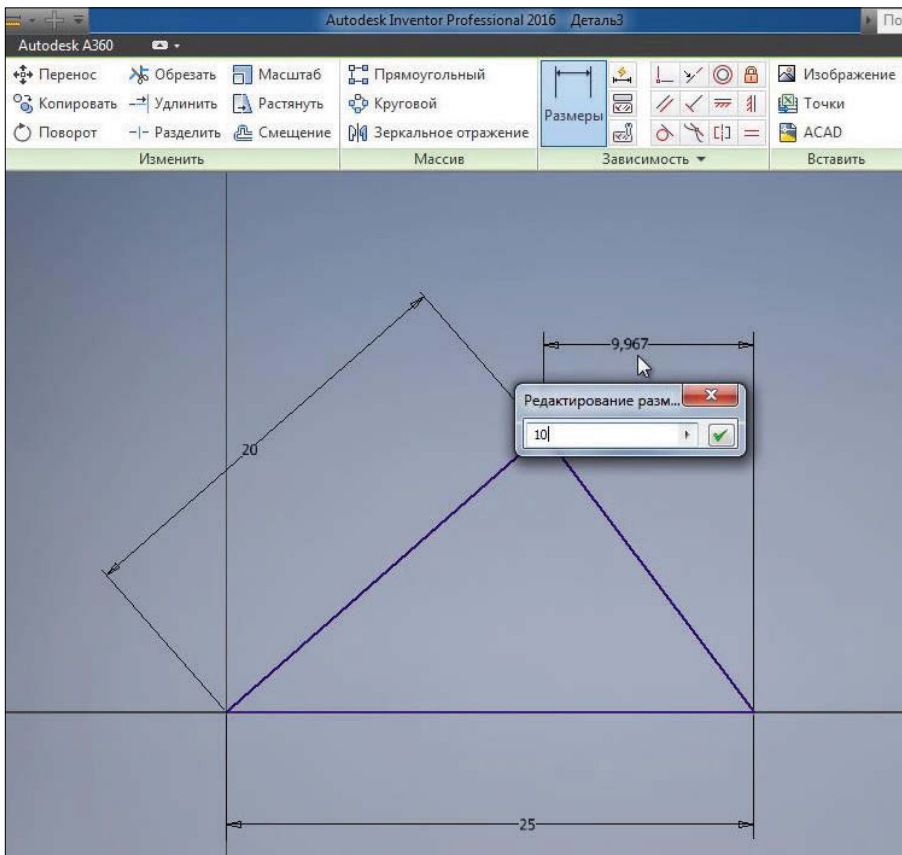 Autodesk Inventor Professional 2016 Деталь3
По
Autodesk A360
Перенос Обрезать Масштаб Прямоугольный Изображение
Копировать Удлинить Растянуть Круговой Размеры Точки
Поворот Разделить Смещение Зеркальное отражение ACAD
Изменить Массив Зависимость Вставить
9,967
Редактирование разм...
10
20
25